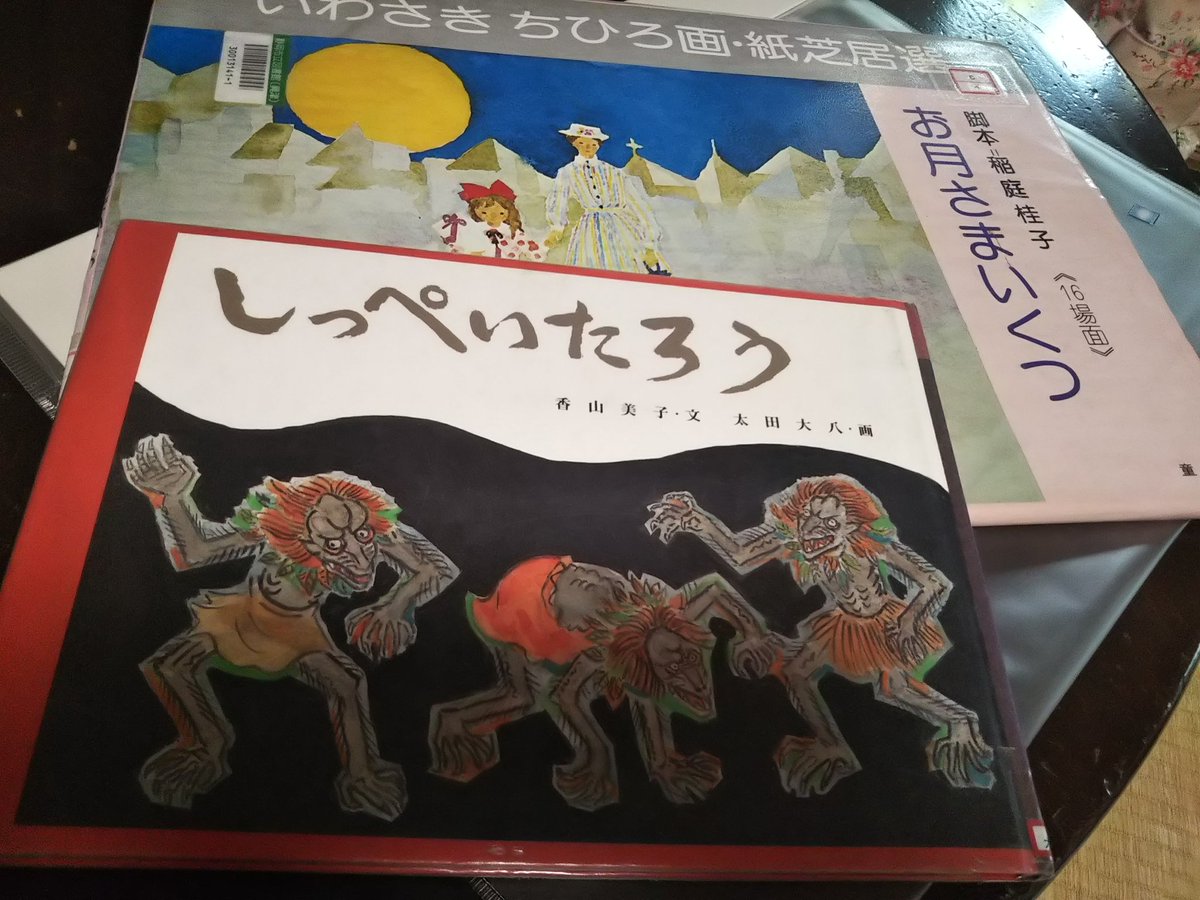 いわさきちひろ画・紙芝居選
30013141-1
脚本=稲庭桂子
お月さまいくつ
《16場面》
童
しっぺいたろう
香山美子・文 太田大八・画